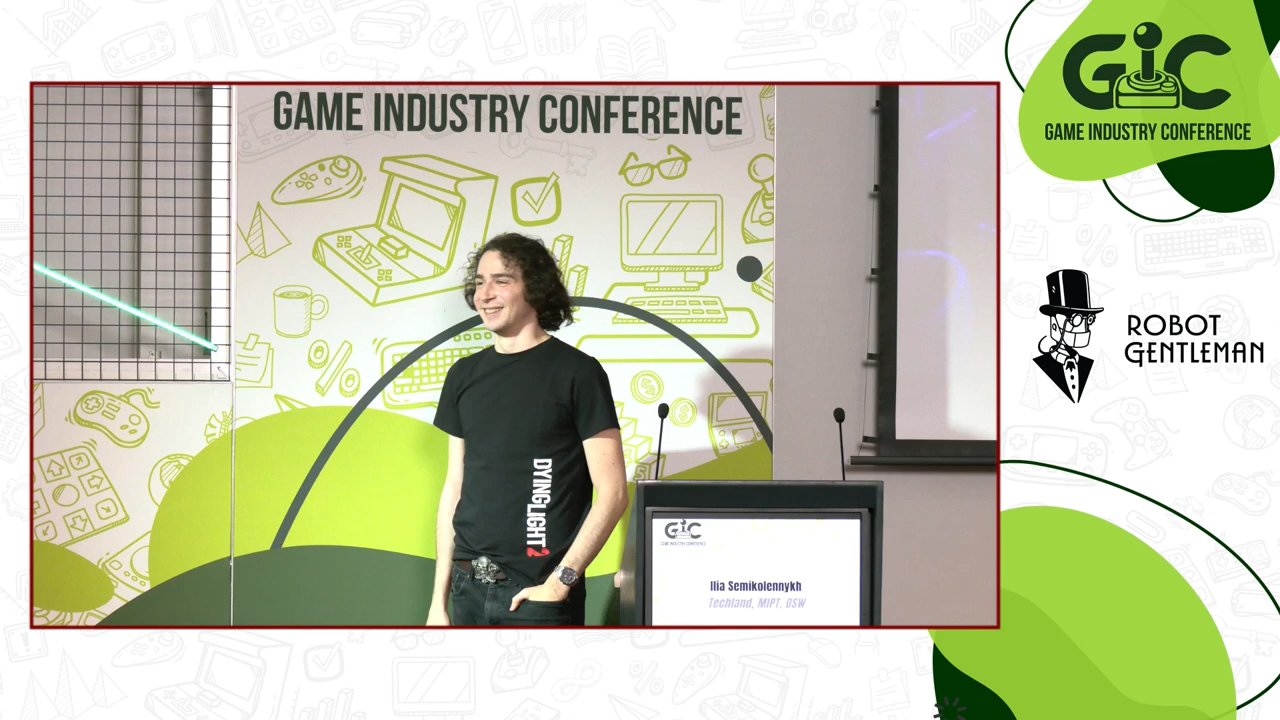 GAME INDUSTRY CONFERENCE
DYING LIGHT 2
GIC
GAME INDUSTRY CONFERENCE
Ilia Semikolennykh
Techland, MIPT, DSW
GIC
GAME INDUSTRY CONFERENCE
ROBOT
GENTLEMAN